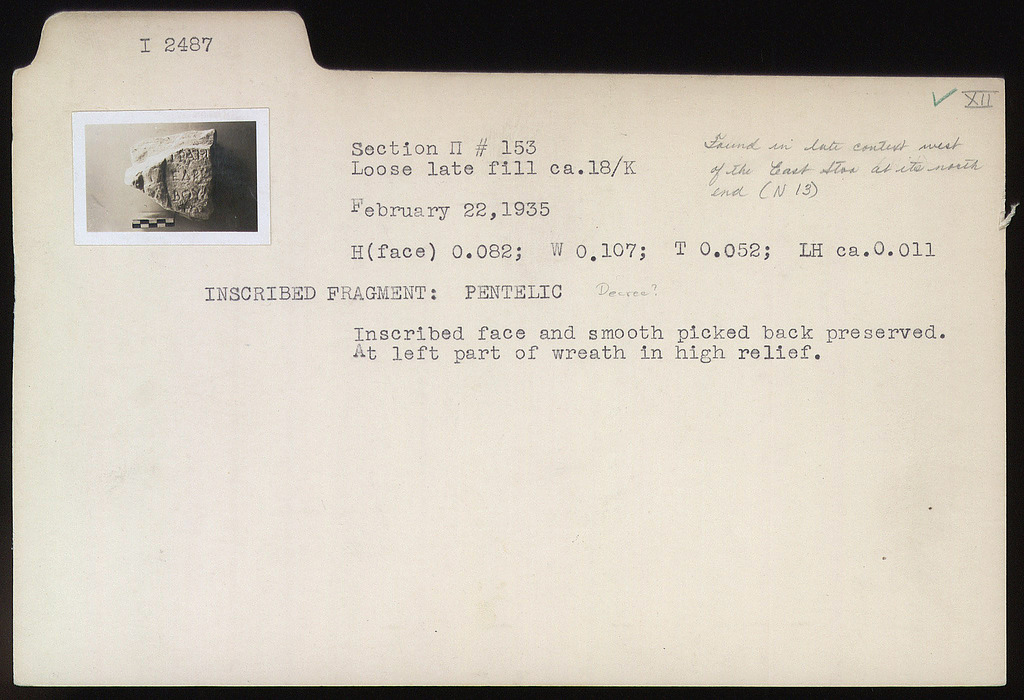 I 2487
✓ XII
Section Π # 153
Loose late fill ca.18/K
Found in late context west
of the East Stoa at its north
end (N 13)
February 22,1935
H(face) 0.082; W 0.107; T 0.052; LH ca.0.011
INSCRIBED FRAGMENT: PENTELIC Decree?
Inscribed face and smooth picked back preserved.
At left part of wreath in high relief.